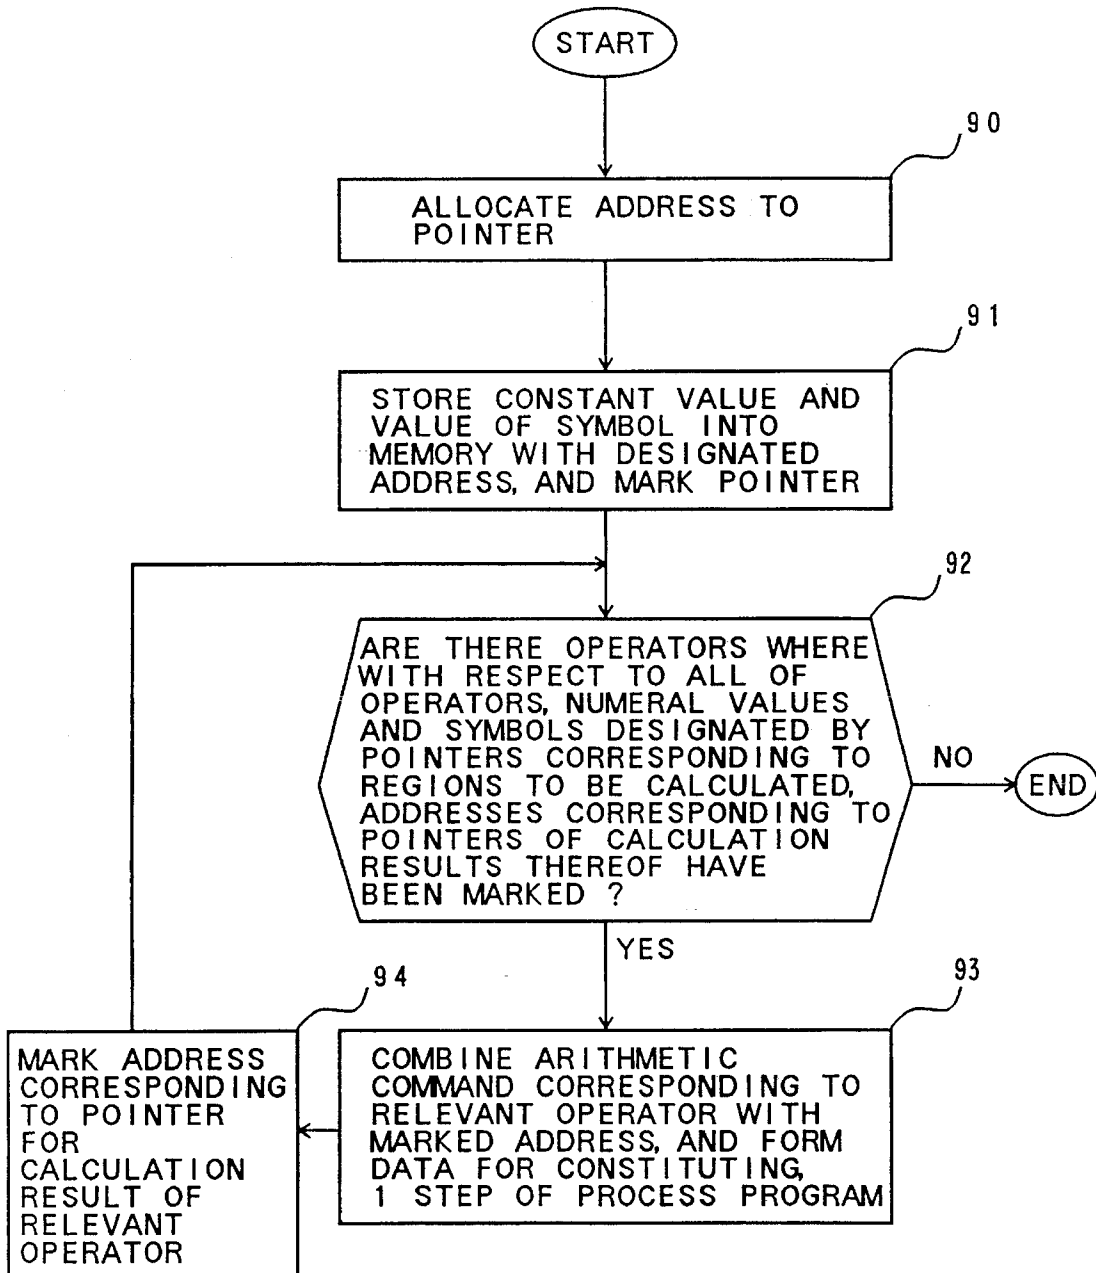 START
90
ALLOCATE ADDRESS TO
POINTER
91
STORE CONSTANT VALUE AND
VALUE OF SYMBOL INTO
MEMORY WITH DESIGNATED
ADDRESS, AND MARK POINTER
92
ARE THERE OPERATORS WHERE
WITH RESPECT TO ALL OF
OPERATORS, NUMERAL VALUES
AND SYMBOLS DESIGNATED BY
POINTERS CORRESPONDING TO
REGIONS TO BE CALCULATED,
ADDRESSES CORRESPONDING TO
POINTERS OF CALCULATION
RESULTS THEREOF HAVE
BEEN MARKED ?
NO
END
YES
93
COMBINE ARITHMETIC
COMMAND CORRESPONDING TO
RELEVANT OPERATOR WITH
MARKED ADDRESS, AND FORM
DATA FOR CONSTITUTING,
1 STEP OF PROCESS PROGRAM
94
MARK ADDRESS
CORRESPONDING
TO POINTER
FOR
CALCULATION
RESULT OF
RELEVANT
OPERATOR